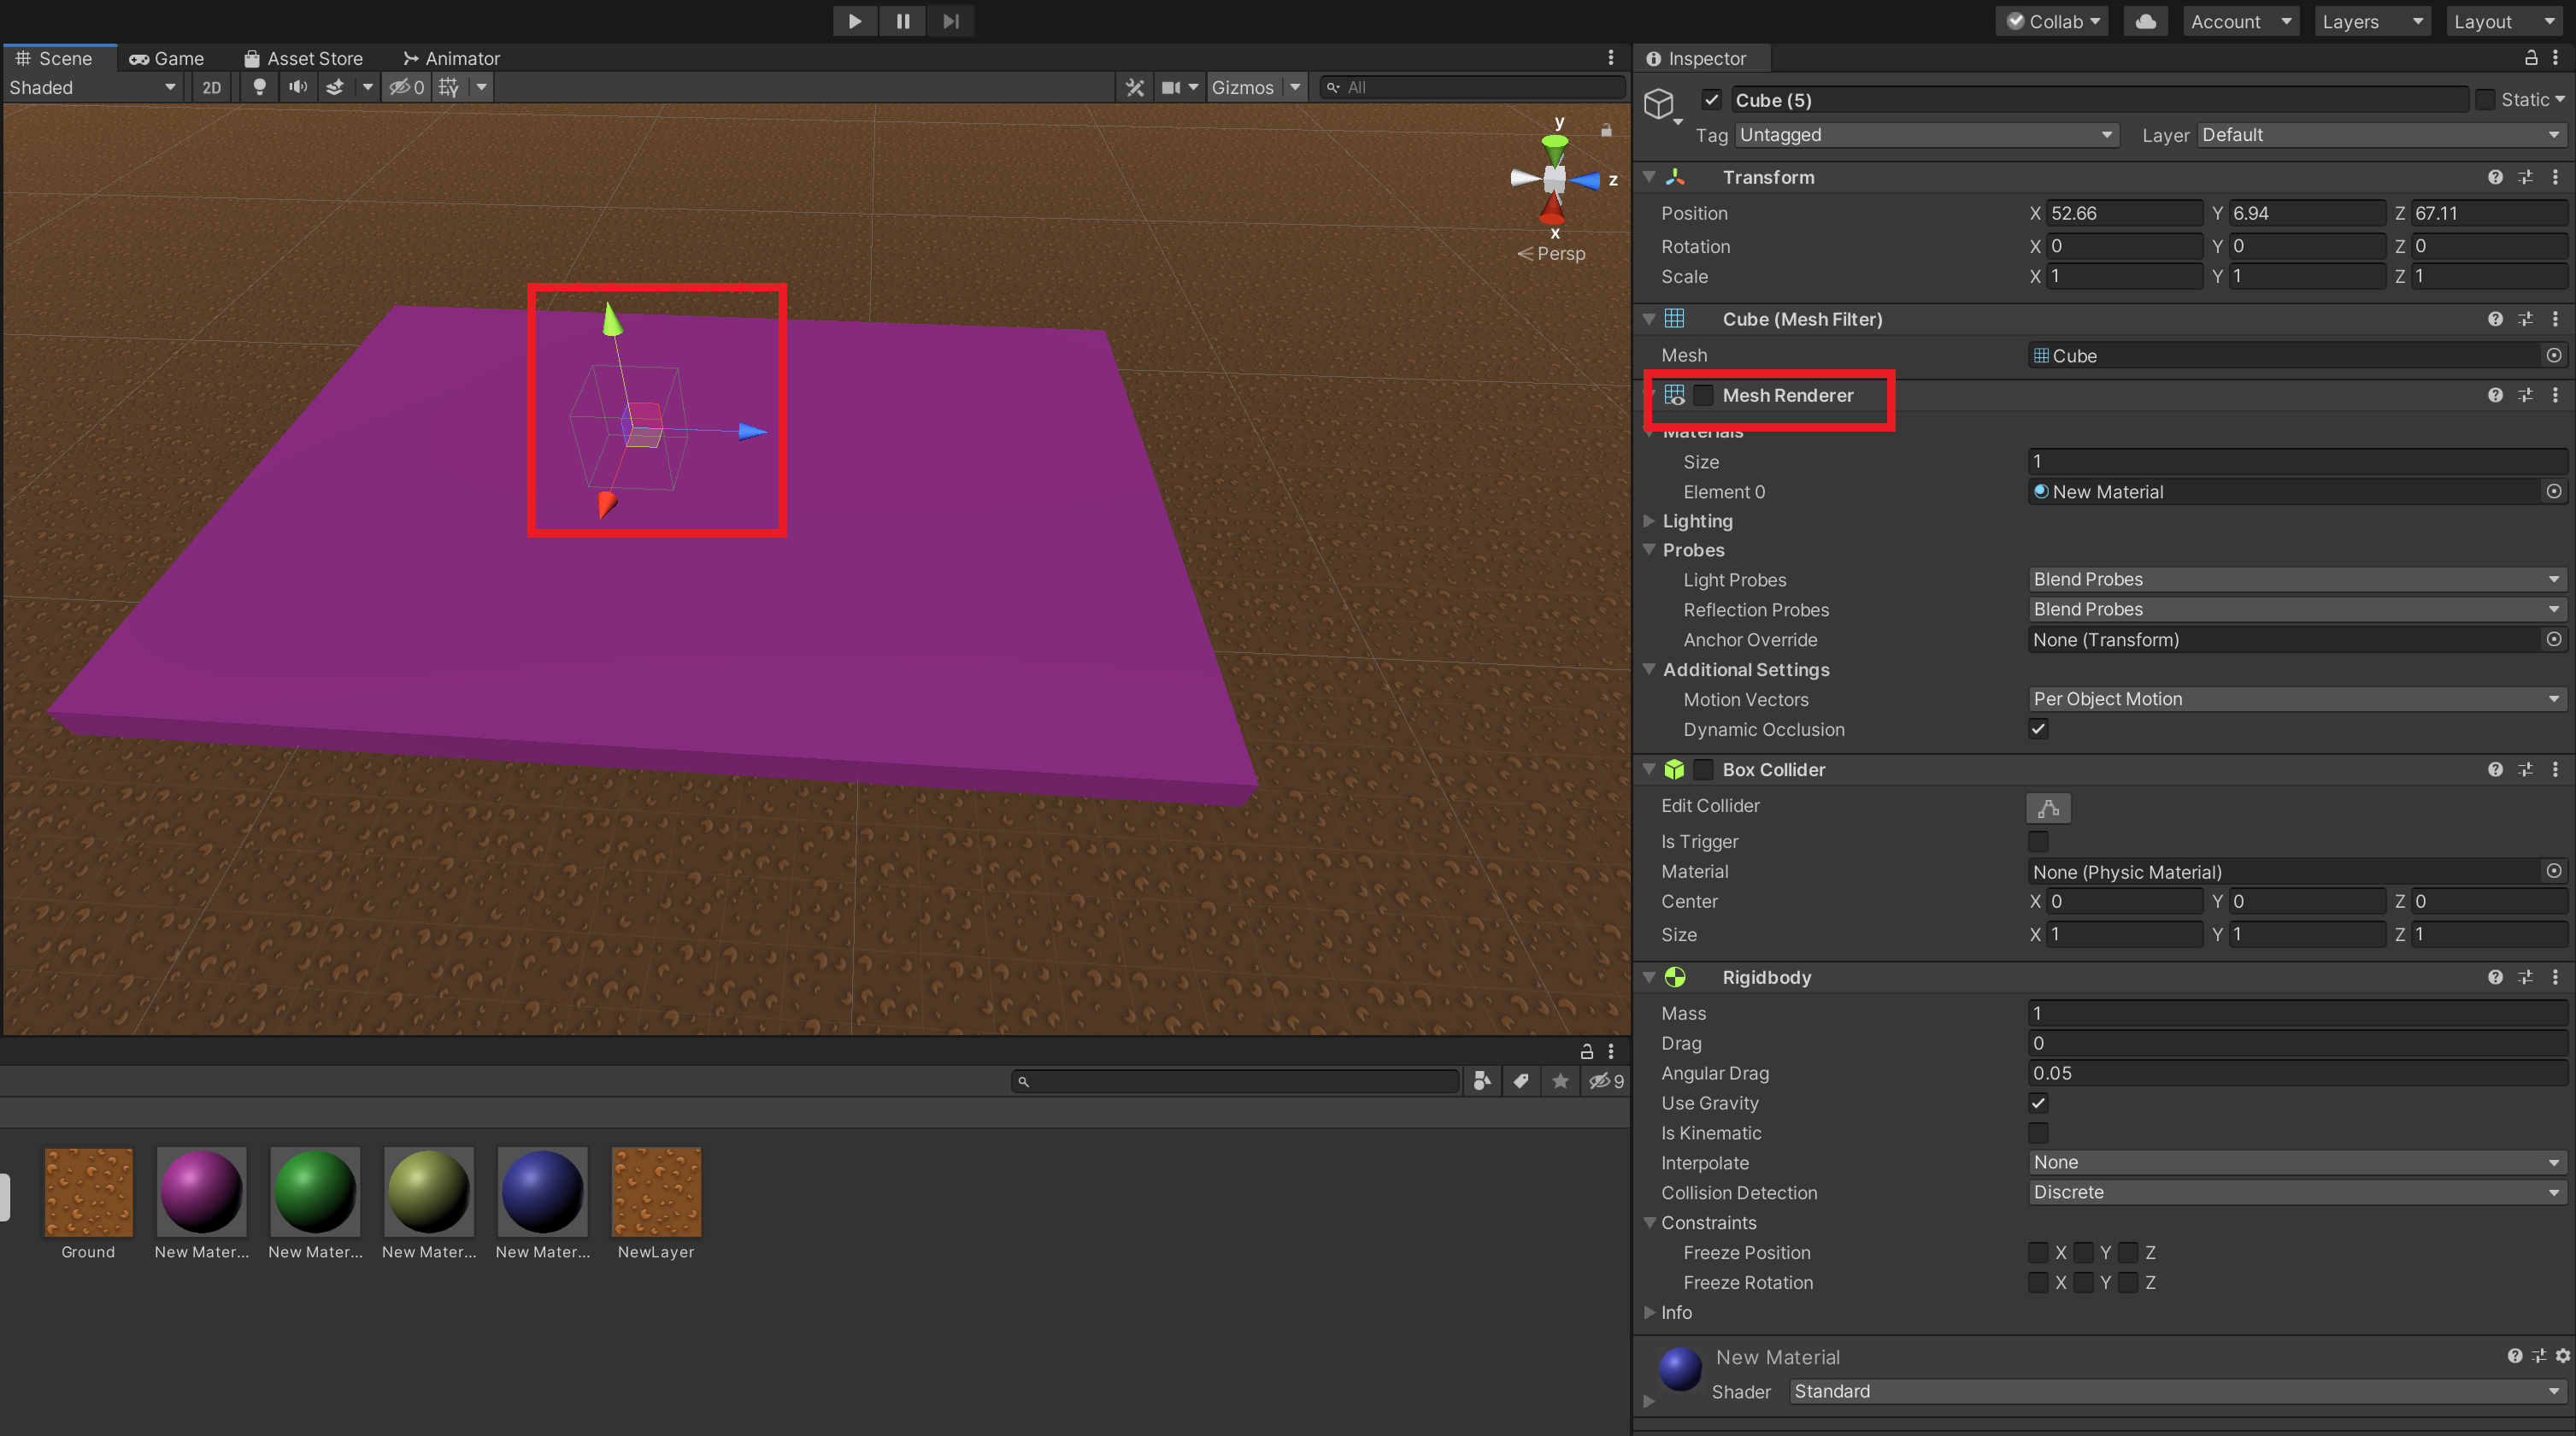 Collab Account Layers Layout
Scene Game Asset Store Animator
Shaded 2D 0 Gizmos All
y
z
x
Persp
9
Ground New Mater... New Mater... New Mater... New Mater... NewLayer
Inspector
Cube (5) Static
Tag Untagged Layer Default
Transform
Position X 52.66 Y 6.94 Z 67.11
Rotation X 0 Y 0 Z 0
Scale X 1 Y 1 Z 1
Cube (Mesh Filter)
Mesh Cube
Mesh Renderer
Materials
Size 1
Element 0 New Material
Lighting
Probes
Light Probes Blend Probes
Reflection Probes Blend Probes
Anchor Override None (Transform)
Additional Settings
Motion Vectors Per Object Motion
Dynamic Occlusion
Box Collider
Edit Collider
Is Trigger
Material None (Physic Material)
Center X 0 Y 0 Z 0
Size X 1 Y 1 Z 1
Rigidbody
Mass 1
Drag 0
Angular Drag 0.05
Use Gravity
Is Kinematic
Interpolate None
Collision Detection Discrete
Constraints
Freeze Position X Y Z
Freeze Rotation X Y Z
Info
New Material
Shader Standard